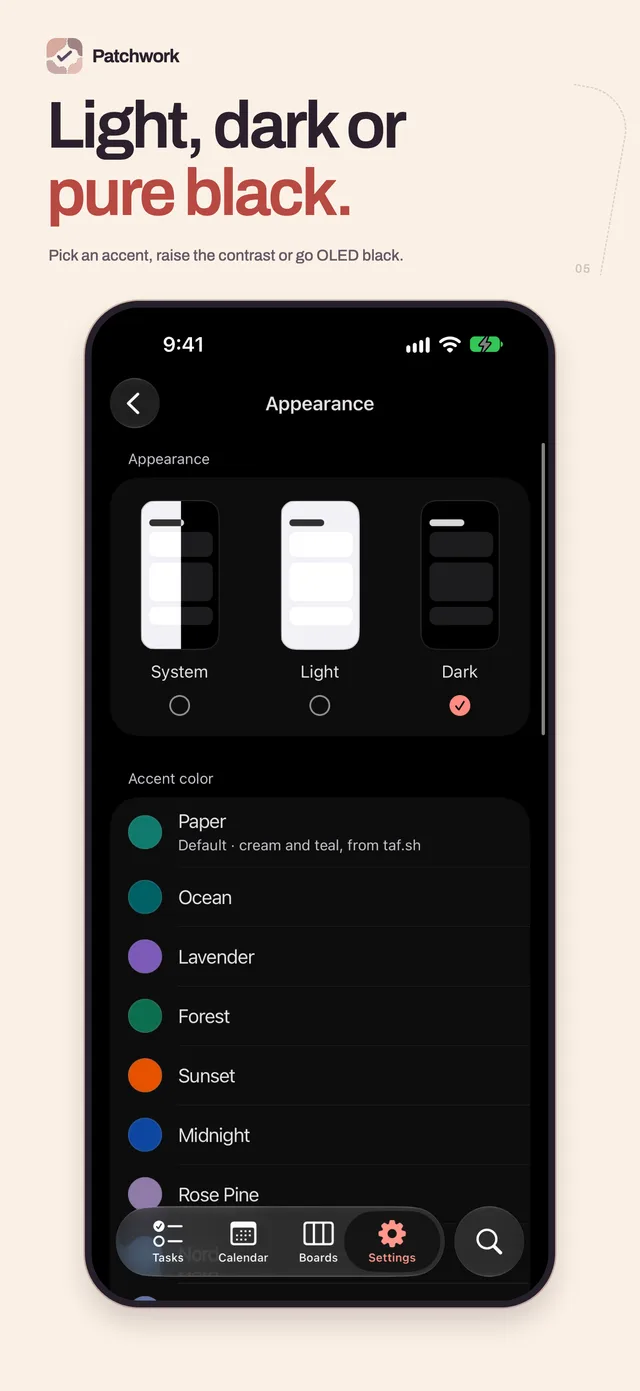 Patchwork
Light, dark or
pure black.
Pick an accent, raise the contrast or go OLED black.
05
9:41
Appearance
Appearance
System
Light
Dark
Accent color
Paper
Default · cream and teal, from taf.sh
Ocean
Lavender
Forest
Sunset
Midnight
Rose Pine
Nord
Tasks
Calendar
Boards
Settings